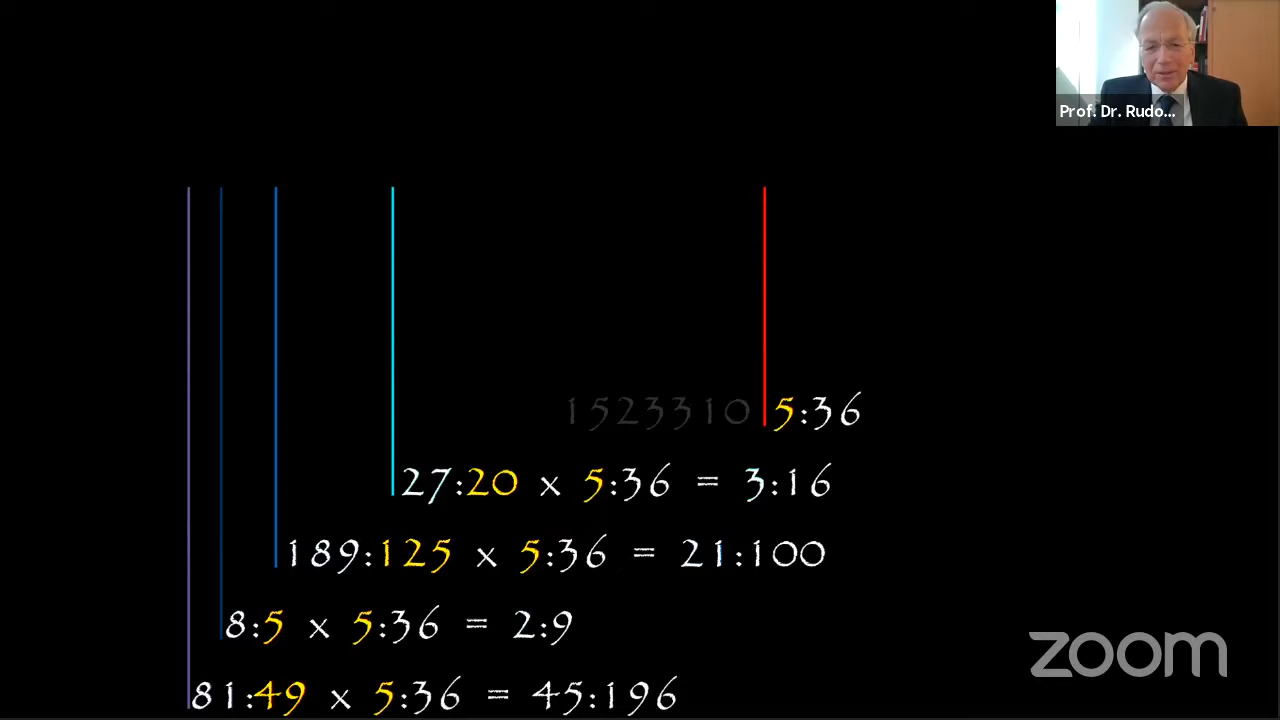 Prof. Dr. Rudo...
1523310 5:36
27:20 x 5:36 = 3:16
189:125 x 5:36 = 21:100
8:5 x 5:36 = 2:9
81:49 x 5:36 = 45:196
zoom